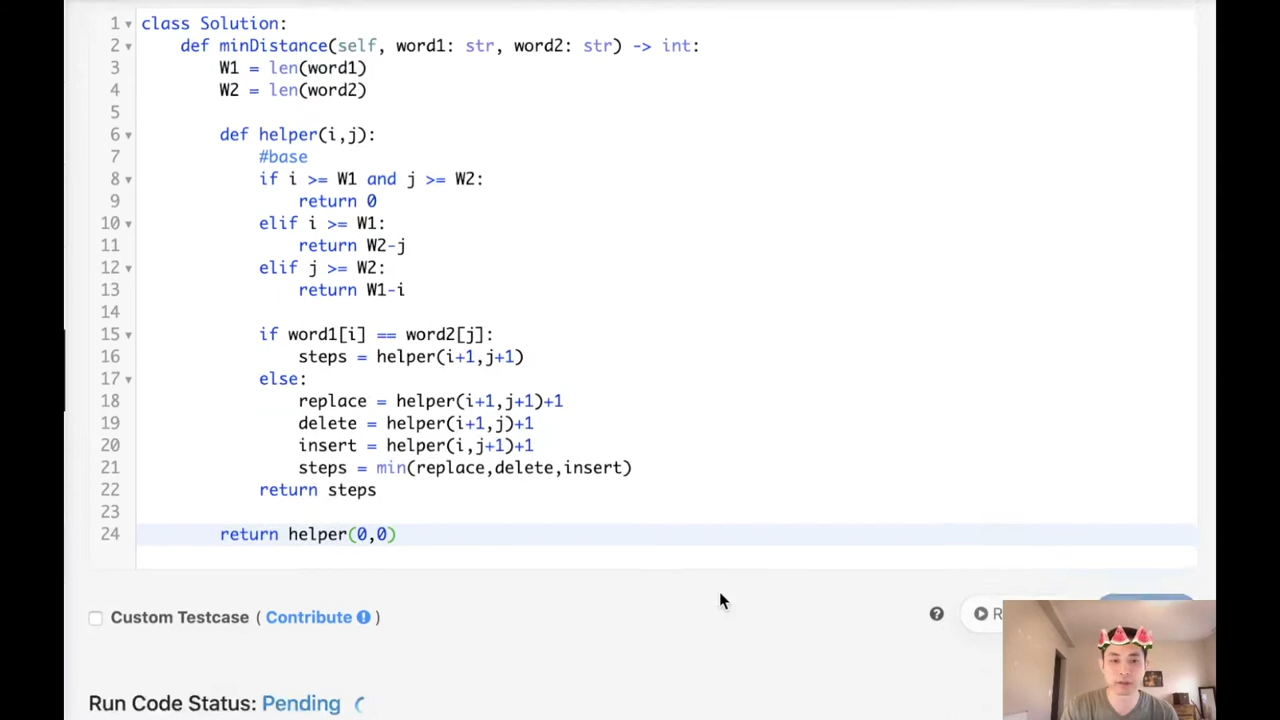 1 class Solution:
2 def minDistance(self, word1: str, word2: str) -> int:
3 W1 = len(word1)
4 W2 = len(word2)
5
6 def helper(i,j):
7 #base
8 if i >= W1 and j >= W2:
9 return 0
10 elif i >= W1:
11 return W2-j
12 elif j >= W2:
13 return W1-i
14
15 if word1[i] == word2[j]:
16 steps = helper(i+1,j+1)
17 else:
18 replace = helper(i+1,j+1)+1
19 delete = helper(i+1,j)+1
20 insert = helper(i,j+1)+1
21 steps = min(replace,delete,insert)
22 return steps
23
24 return helper(0,0)
Custom Testcase ( Contribute )
Run Code Status: Pending